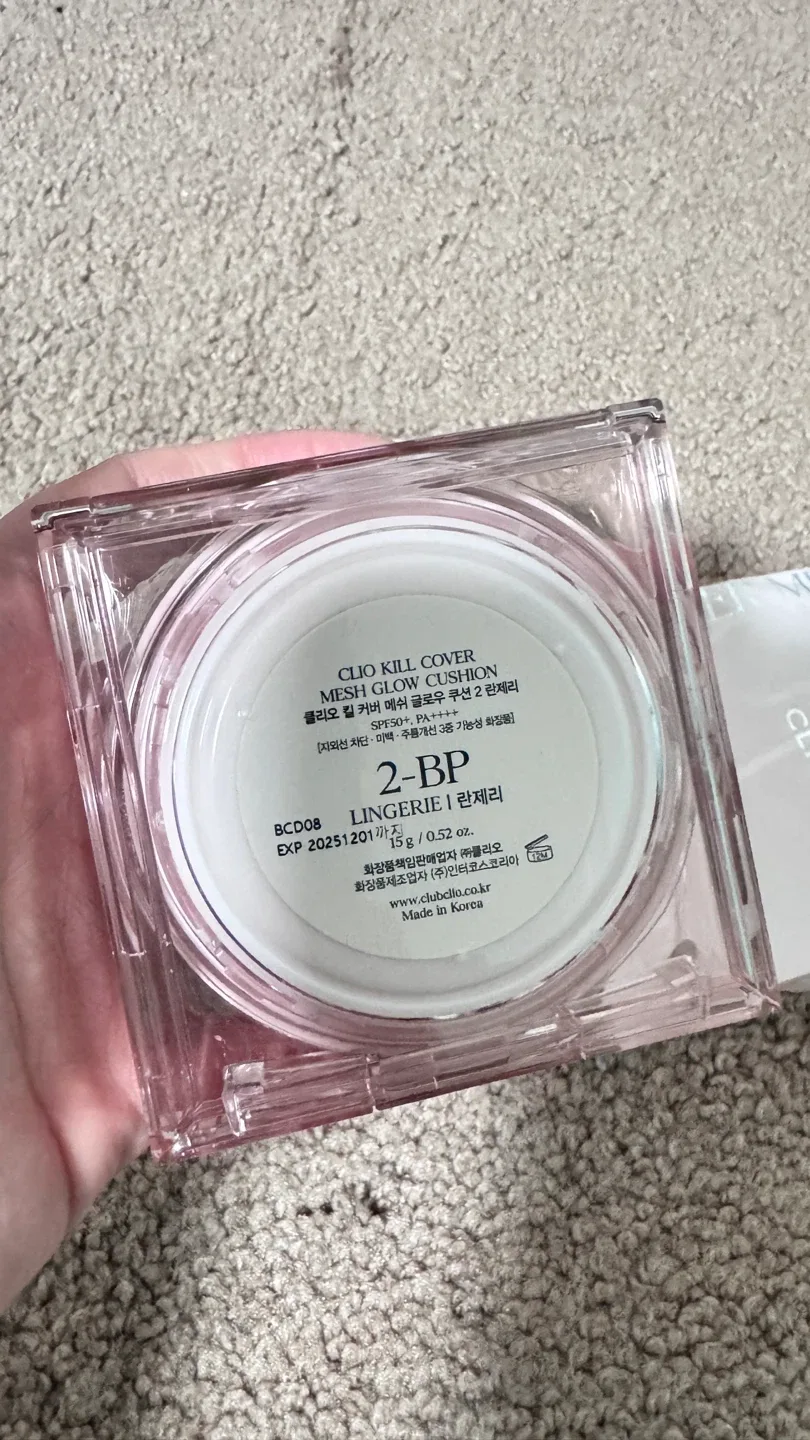 CLIO KILL COVER
MESH GLOW CUSHION
클리오 킬 커버 메쉬 글로우 쿠션 2 란제리
SPF50+, PA++++
[자외선 차단 · 미백 · 주름개선 3중 기능성 화장품]
2-BP
LINGERIE | 란제리
BCD08
EXP 20251201까지
15 g / 0.52 oz.
화장품책임판매업자 ㈜클리오
화장품제조업자 (주)인터코스코리아
12M
www.clubclio.co.kr
Made in Korea